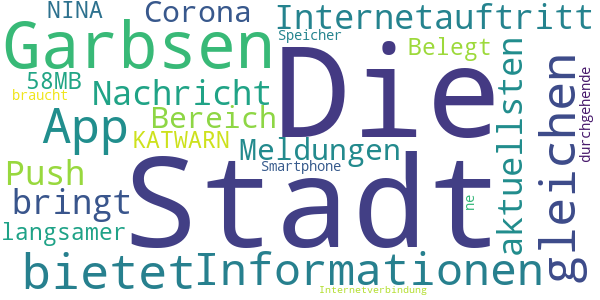 NINA
Corona
Internetauftritt
Garbsen
Speicher
Die
Belegt
58MB
braucht
Nachricht
App
Bereich
KATWARN
Meldungen
aktuellsten
gleichen
durchgehende
Push
Smartphone
Stadt
bringt
ne
langsamer
bietet
Informationen
Internetverbindung